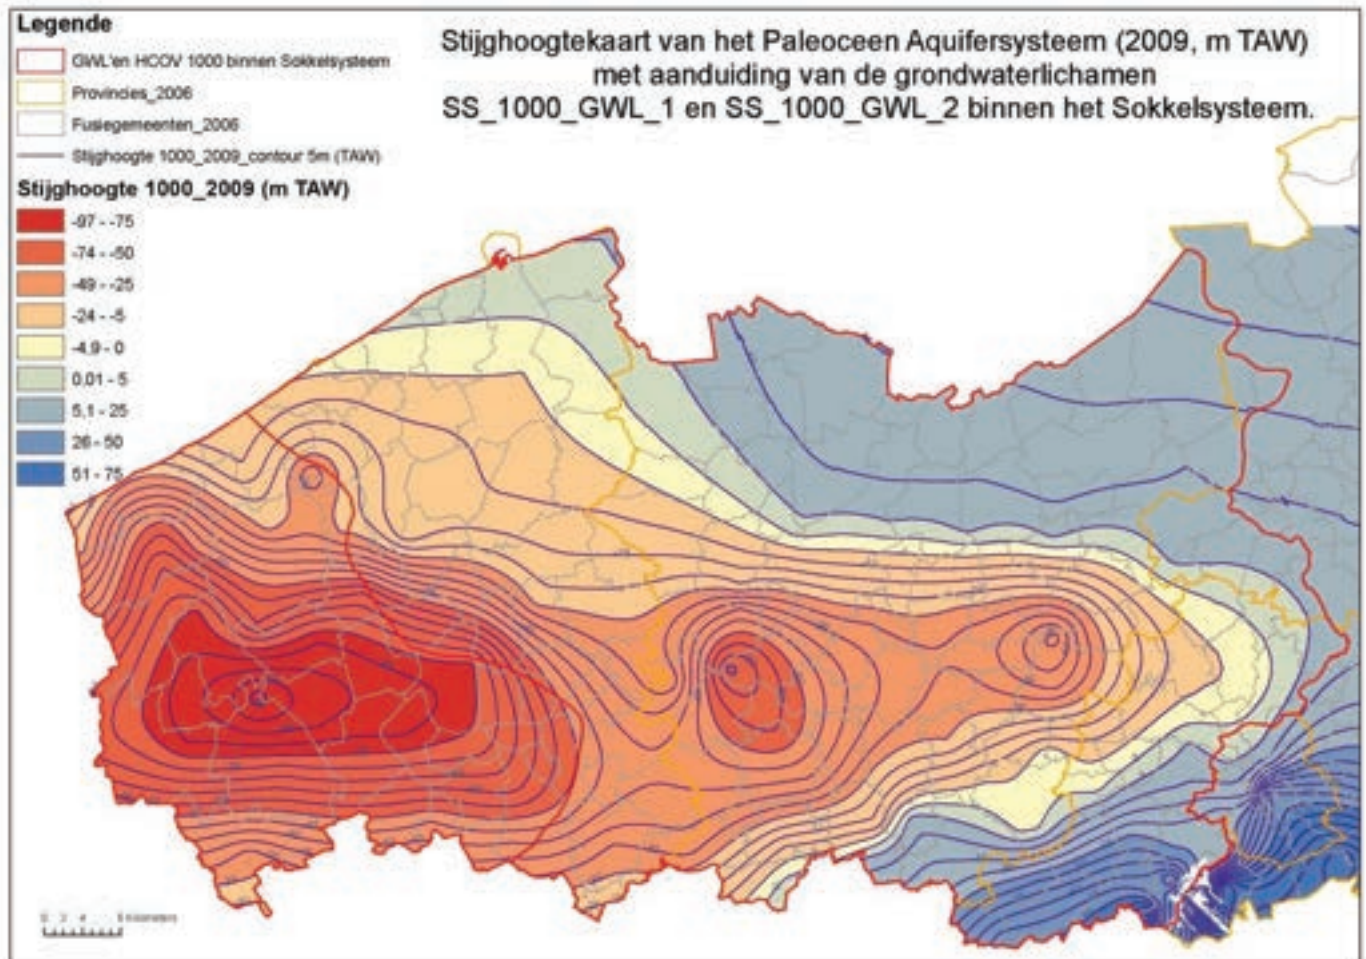 Legende
GWL'en HCOV 1000 binnen Sokkelsysteem
Provincies_2006
Fusiegemeenten_2006
Stijghoogte 1000_2009_contour 5m (TAW)
Stijghoogte 1000_2009 (m TAW)
-97 - -75
-74 - -50
-49 - -25
-24 - -5
-4.9 - 0
0,01 - 5
5,1 - 25
26 - 50
51 - 75
Stijghoogtekaart van het Paleoceen Aquifersysteem (2009, m TAW)
met aanduiding van de grondwaterlichamen
SS_1000_GWL_1 en SS_1000_GWL_2 binnen het Sokkelsysteem.